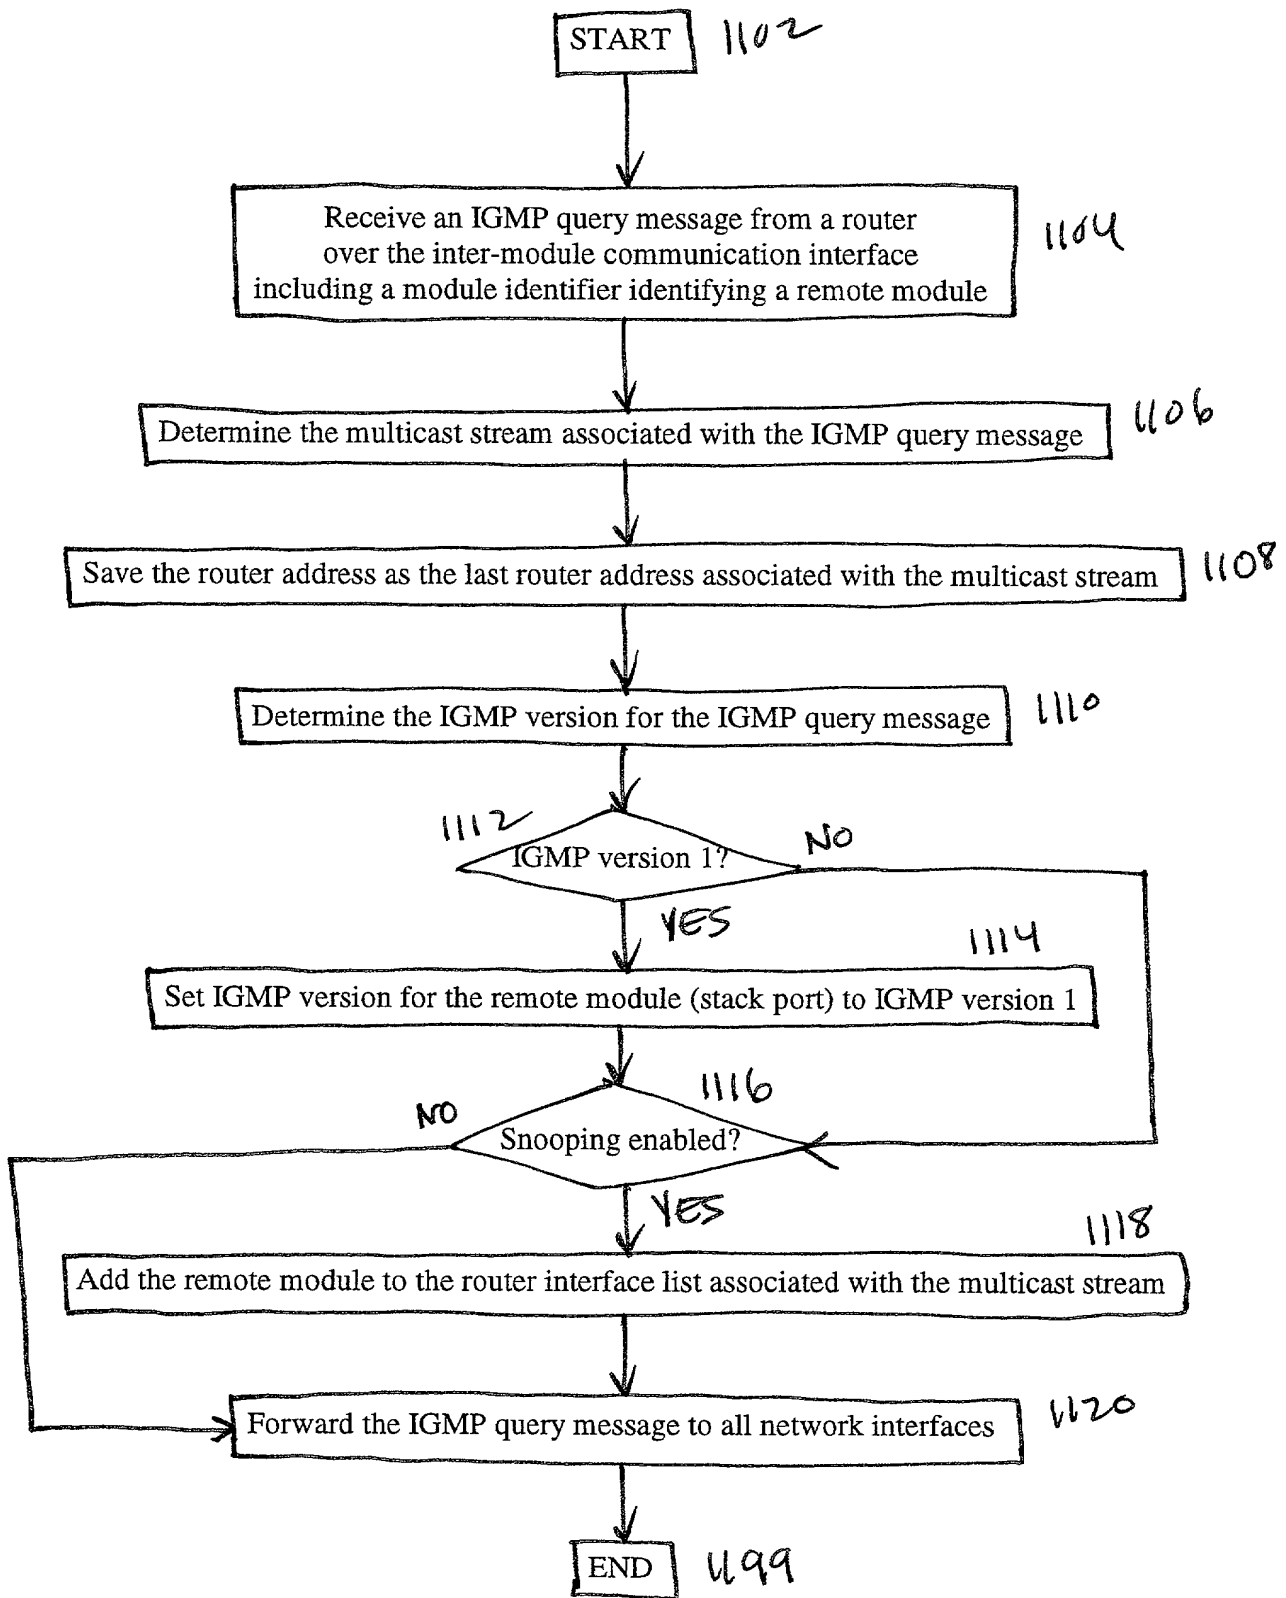 START 1102
Receive an IGMP query message from a router
over the inter-module communication interface
including a module identifier identifying a remote module
1104
Determine the multicast stream associated with the IGMP query message
1106
Save the router address as the last router address associated with the multicast stream
1108
Determine the IGMP version for the IGMP query message
1110
1112
IGMP version 1?
NO
YES
1114
Set IGMP version for the remote module (stack port) to IGMP version 1
1116
NO
Snooping enabled?
YES
1118
Add the remote module to the router interface list associated with the multicast stream
Forward the IGMP query message to all network interfaces
1120
END 1199